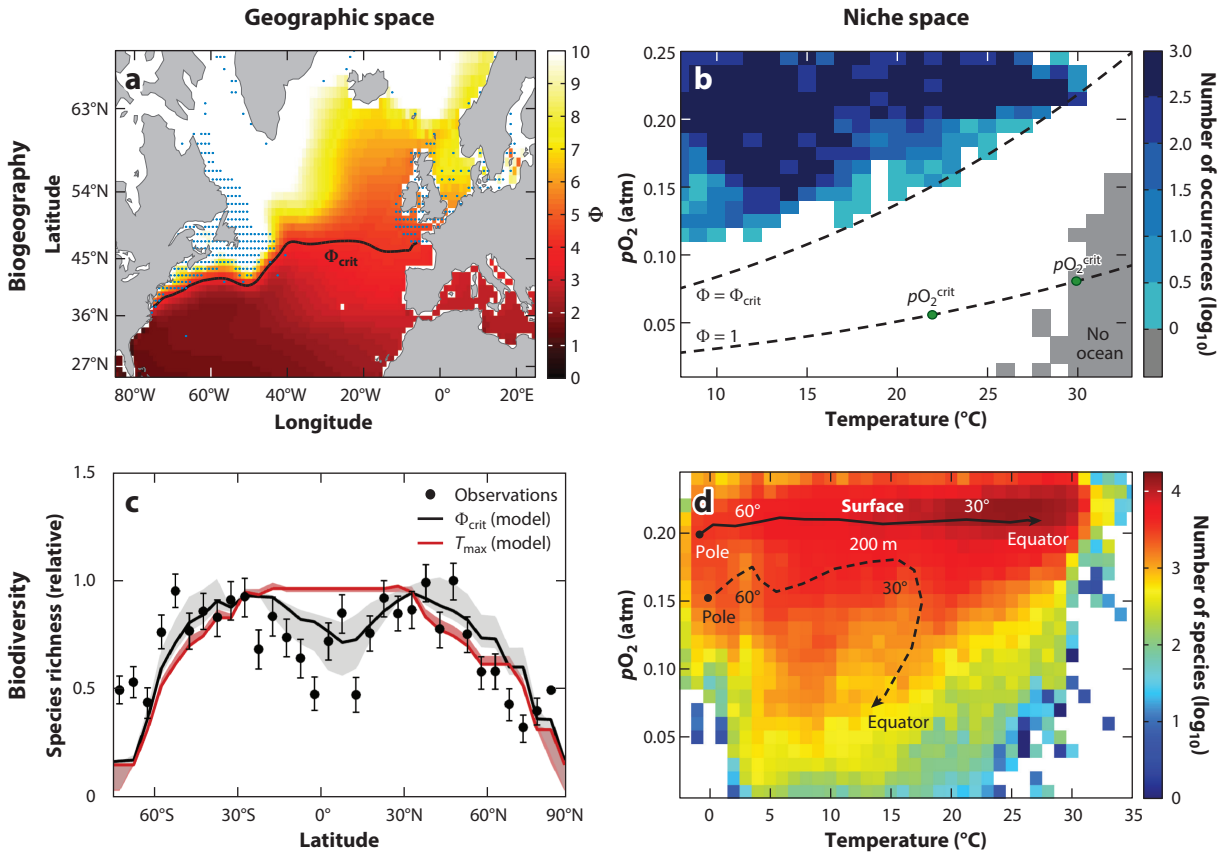 Geographic space
Niche space
Biogeography
Biodiversity
a
63°N
54°N
45°N
36°N
27°N
Latitude
80°W 60°W 40°W 20°W 0° 20°E
Longitude
Φcrit
10
9
8
7
6
5
4
3
2
1
0
Φ
b
0.25
0.20
0.15
0.10
0.05
pO2 (atm)
10 15 20 25 30
Temperature (°C)
Φ = Φcrit
Φ = 1
pO2crit
pO2crit
No
ocean
3.0
2.5
2.0
1.5
1.0
0.5
0
Number of occurrences (log10)
c
1.5
1.0
0.5
0
Species richness (relative)
60°S 30°S 0° 30°N 60°N 90°N
Latitude
Observations
Φcrit (model)
Tmax (model)
d
0.20
0.15
0.10
0.05
pO2 (atm)
0 5 10 15 20 25 30 35
Temperature (°C)
60° Surface 30°
Pole
Equator
200 m
60°
30°
Pole
Equator
4
3
2
1
0
Number of species (log10)